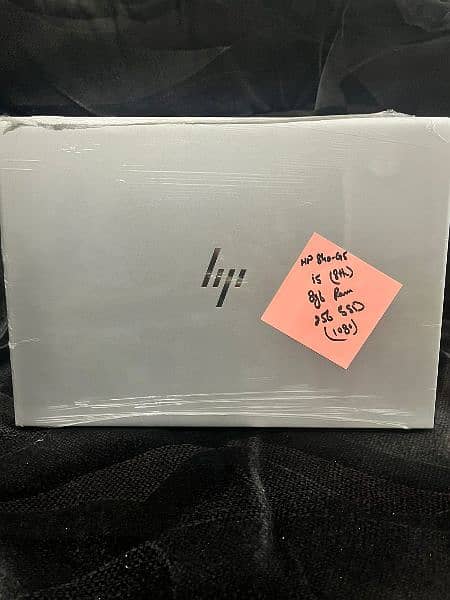 hp
HP 840-G5
i5 (8th)
8gb Ram
256 SSD
(1080)